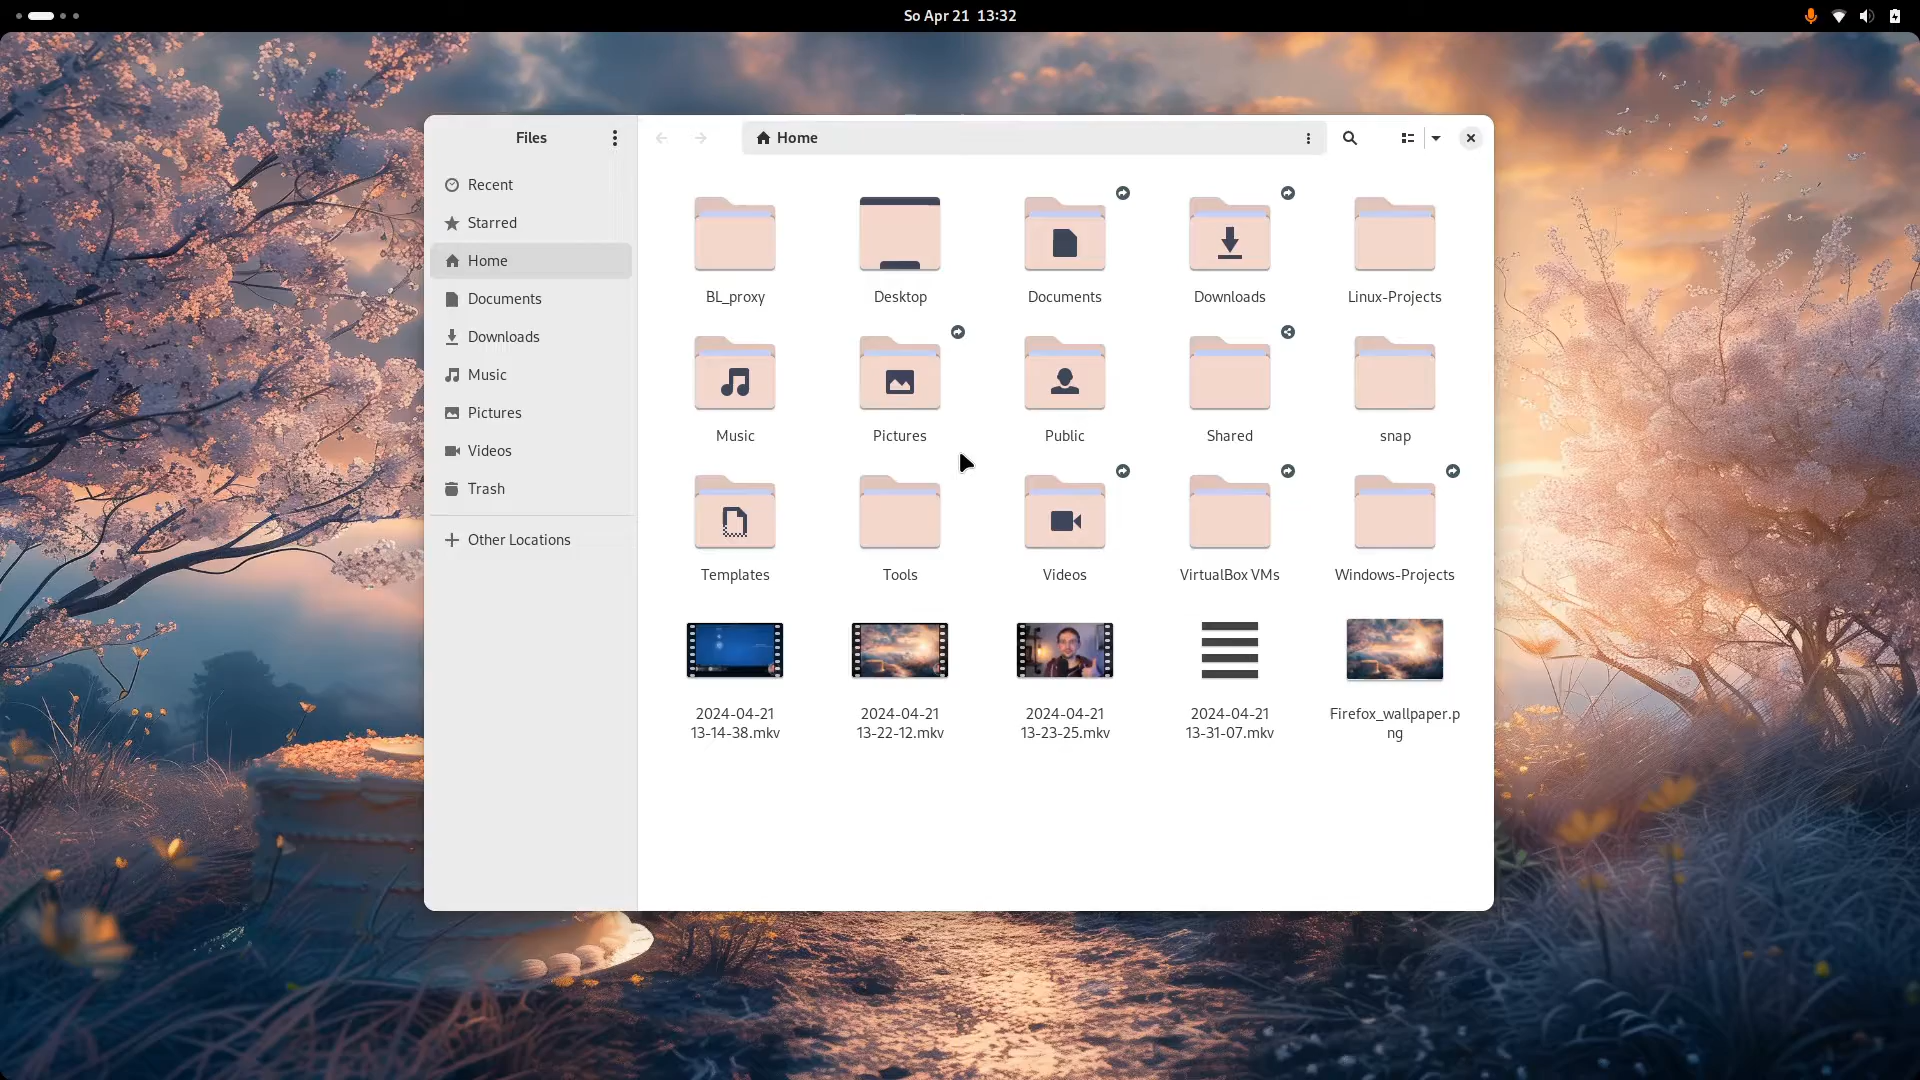 So Apr 21 13:32
Files
Home
Recent
Starred
Home
Documents
Downloads
Music
Pictures
Videos
Trash
Other Locations
BL_proxy
Desktop
Documents
Downloads
Linux-Projects
Music
Pictures
Public
Shared
snap
Templates
Tools
Videos
VirtualBox VMs
Windows-Projects
2024-04-21
13-14-38.mkv
2024-04-21
13-22-12.mkv
2024-04-21
13-23-25.mkv
2024-04-21
13-31-07.mkv
Firefox_wallpaper.p
ng